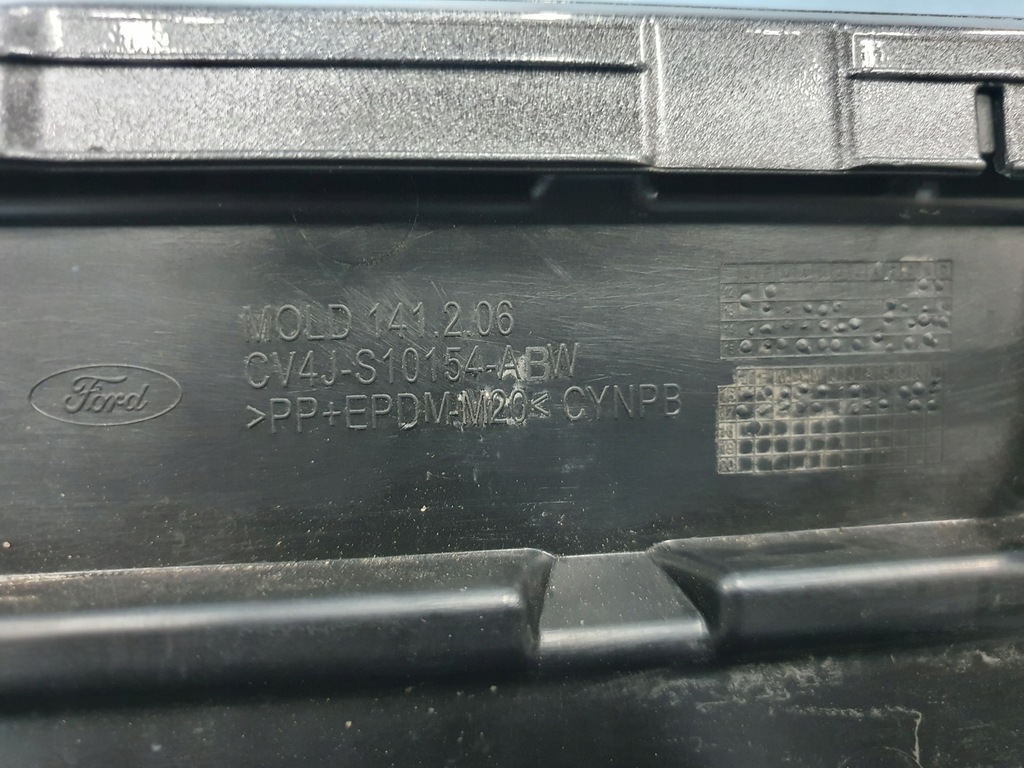 MOLD 141.2.06
CV4J-S10154-ABW
>PP+EPDM-M20< CYNPB
Ford